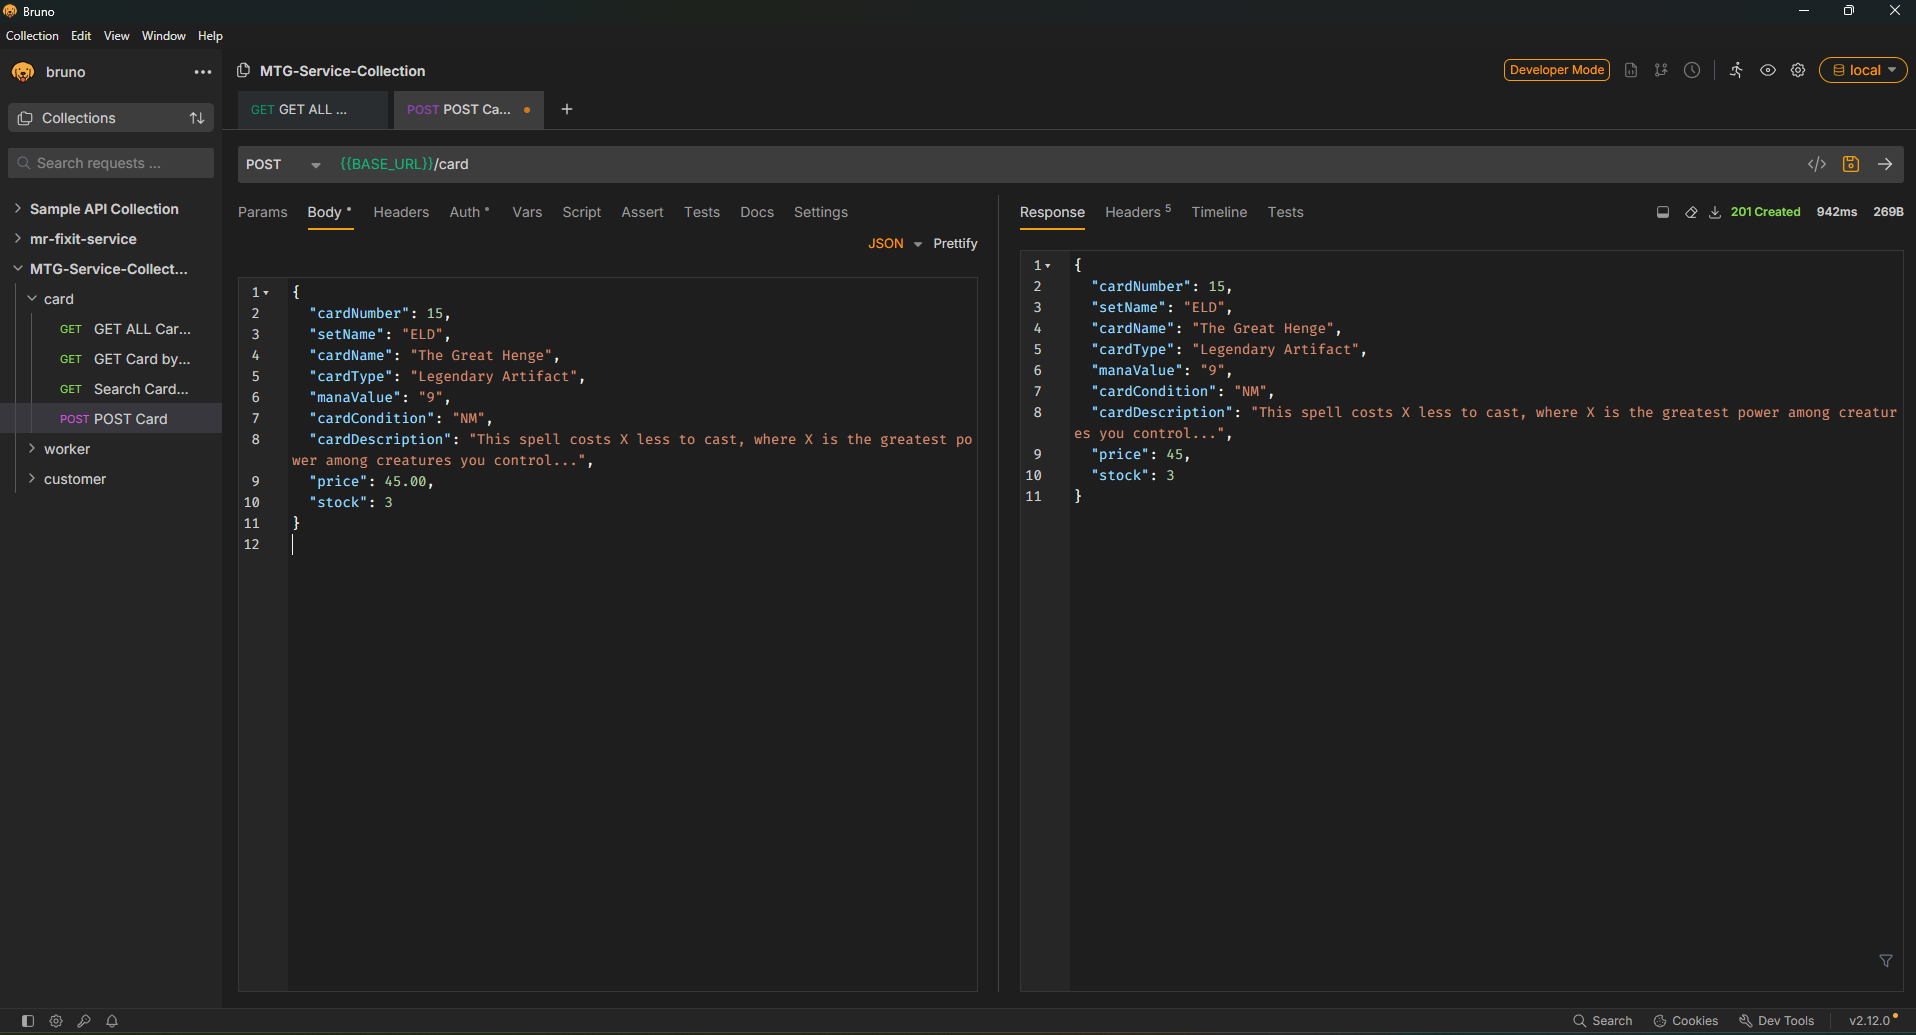 Bruno
Collection Edit View Window Help
bruno
MTG-Service-Collection
Developer Mode
local
GET GET ALL ...
POST POST Ca...
Collections
Search requests ...
POST {{BASE_URL}}/card
Sample API Collection
mr-fixit-service
MTG-Service-Collect...
card
GET GET ALL Car...
GET GET Card by...
GET Search Card...
POST POST Card
worker
customer
Params Body Headers Auth Vars Script Assert Tests Docs Settings
JSON Prettify
1 {
2 "cardNumber": 15,
3 "setName": "ELD",
4 "cardName": "The Great Henge",
5 "cardType": "Legendary Artifact",
6 "manaValue": "9",
7 "cardCondition": "NM",
8 "cardDescription": "This spell costs X less to cast, where X is the greatest po
wer among creatures you control...",
9 "price": 45.00,
10 "stock": 3
11 }
12
Response Headers 5 Timeline Tests
201 Created 942ms 269B
1 {
2 "cardNumber": 15,
3 "setName": "ELD",
4 "cardName": "The Great Henge",
5 "cardType": "Legendary Artifact",
6 "manaValue": "9",
7 "cardCondition": "NM",
8 "cardDescription": "This spell costs X less to cast, where X is the greatest power among creatur
es you control...",
9 "price": 45,
10 "stock": 3
11 }
Search Cookies Dev Tools v2.12.0